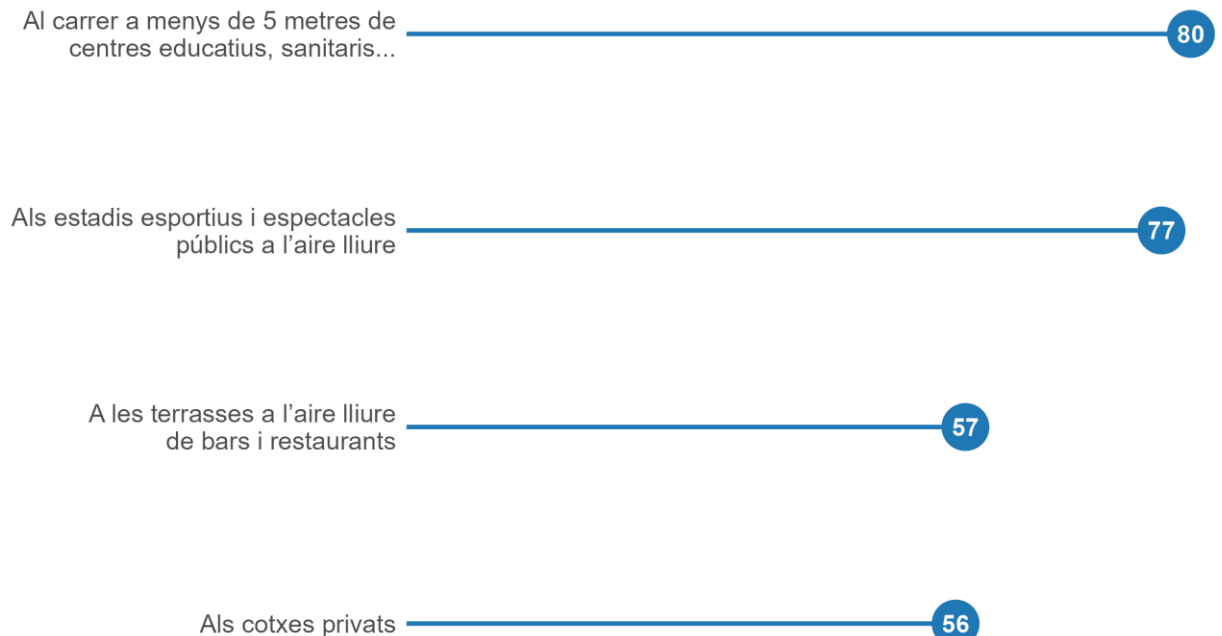 Al carrer a menys de 5 metres de
centres educatius, sanitaris...
80
Als estadis esportius i espectacles
públics a l’aire lliure
77
A les terrasses a l’aire lliure
de bars i restaurants
57
Als cotxes privats
56